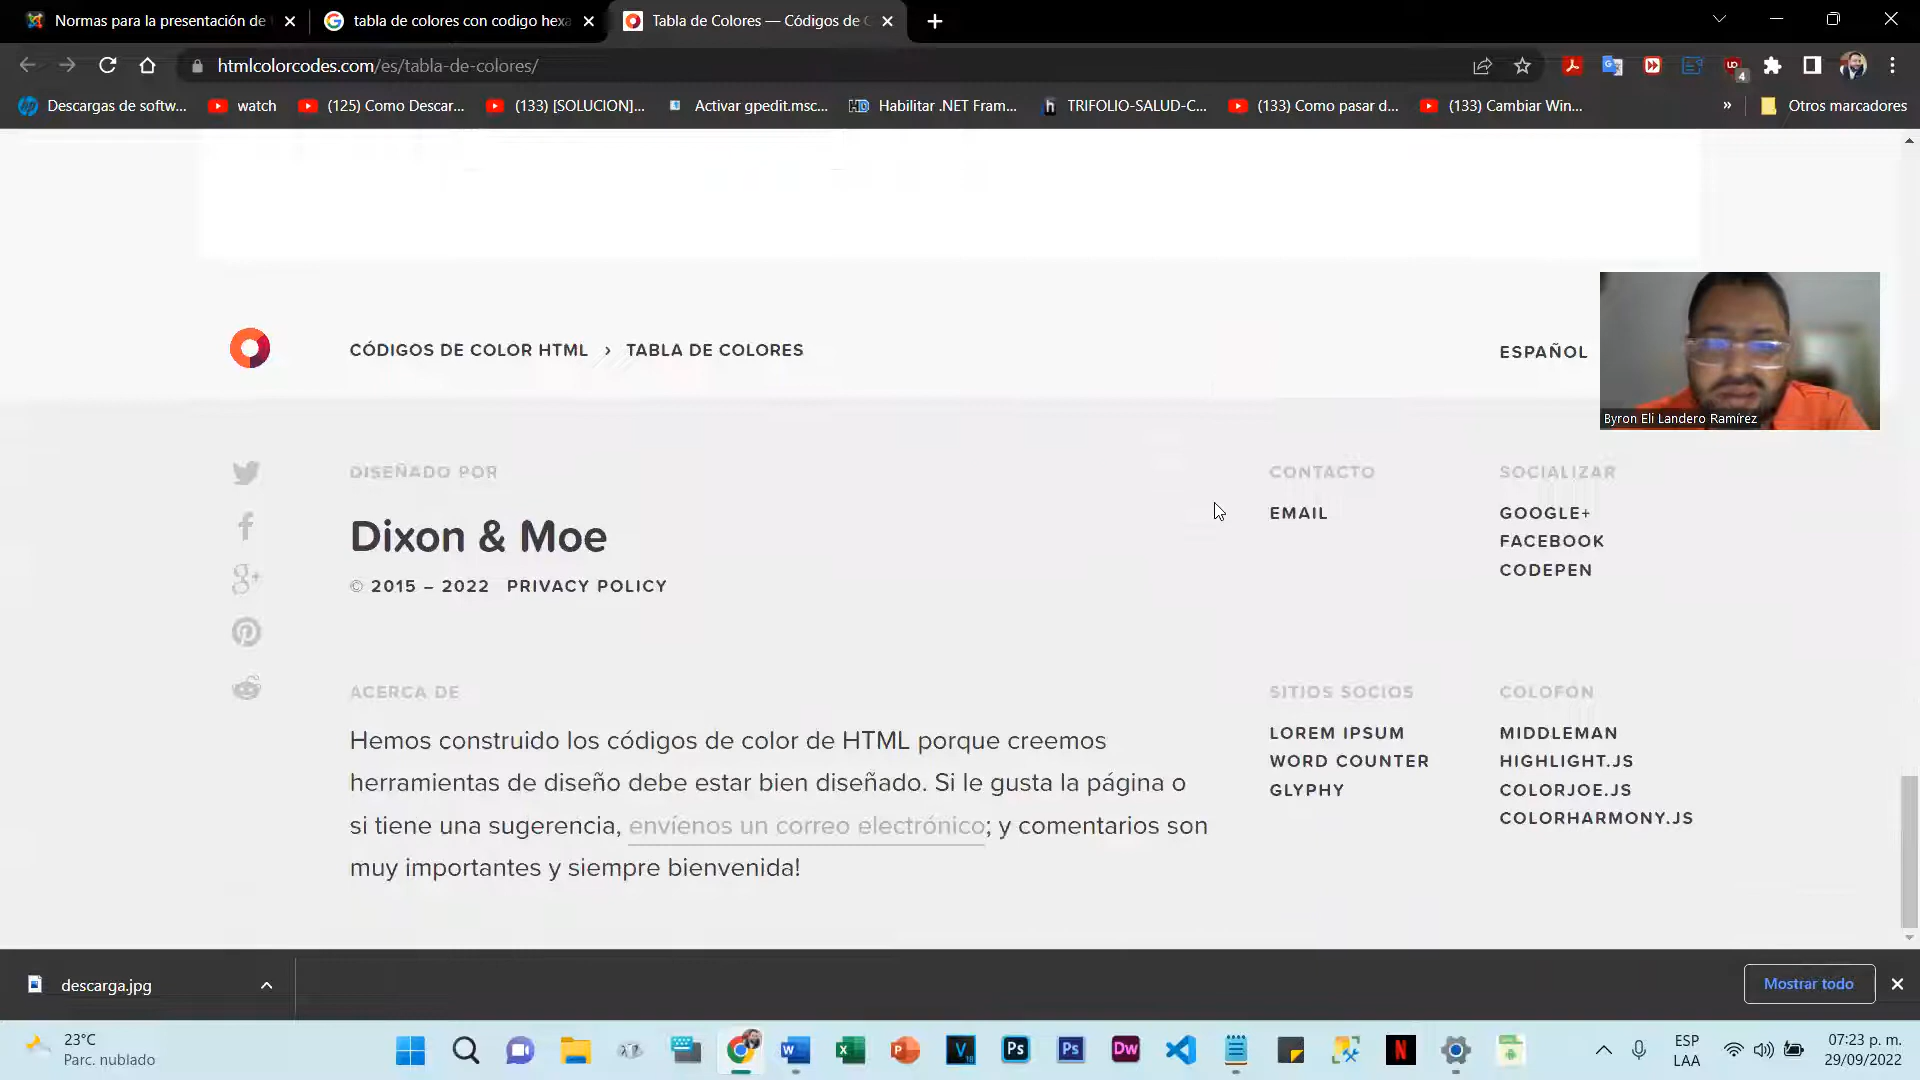 Normas para la presentación de
tabla de colores con codigo hexa
Tabla de Colores — Códigos de C
htmlcolorcodes.com/es/tabla-de-colores/
4
Descargas de softw...
watch
(125) Como Descar...
(133) [SOLUCION]...
Activar gpedit.msc...
Habilitar .NET Fram...
TRIFOLIO-SALUD-C...
(133) Como pasar d...
(133) Cambiar Win...
»
Otros marcadores
CÓDIGOS DE COLOR HTML › TABLA DE COLORES
ESPAÑOL
Byron Eli Landero Ramírez
DISEÑADO POR
Dixon & Moe
© 2015 – 2022 PRIVACY POLICY
CONTACTO
EMAIL
SOCIALIZAR
GOOGLE+
FACEBOOK
CODEPEN
ACERCA DE
Hemos construido los códigos de color de HTML porque creemos
herramientas de diseño debe estar bien diseñado. Si le gusta la página o
si tiene una sugerencia, envíenos un correo electrónico; y comentarios son
muy importantes y siempre bienvenida!
SITIOS SOCIOS
LOREM IPSUM
WORD COUNTER
GLYPHY
COLOFÓN
MIDDLEMAN
HIGHLIGHT.JS
COLORJOE.JS
COLORHARMONY.JS
descarga.jpg
Mostrar todo
23°C
Parc. nublado
ESP
LAA
07:23 p. m.
29/09/2022